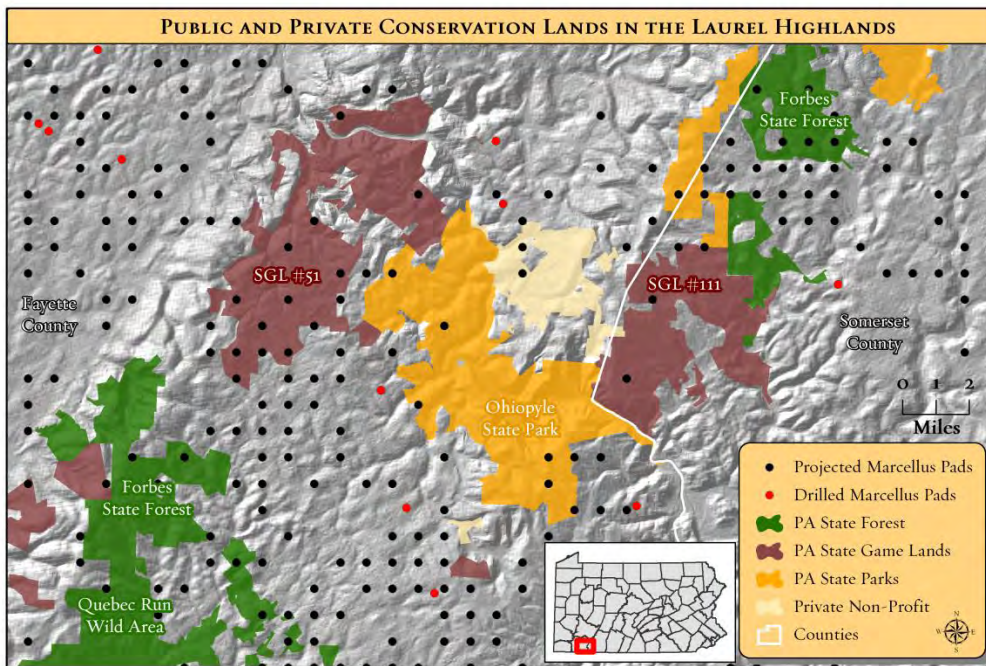 Public and Private Conservation Lands in the Laurel Highlands
Forbes
State Forest
SGL #51
SGL #111
Fayette
County
Somerset
County
0 1 2
Miles
Ohiopyle
State Park
Forbes
State Forest
Quebec Run
Wild Area
Projected Marcellus Pads
Drilled Marcellus Pads
PA State Forest
PA State Game Lands
PA State Parks
Private Non-Profit
Counties
N
W E
S